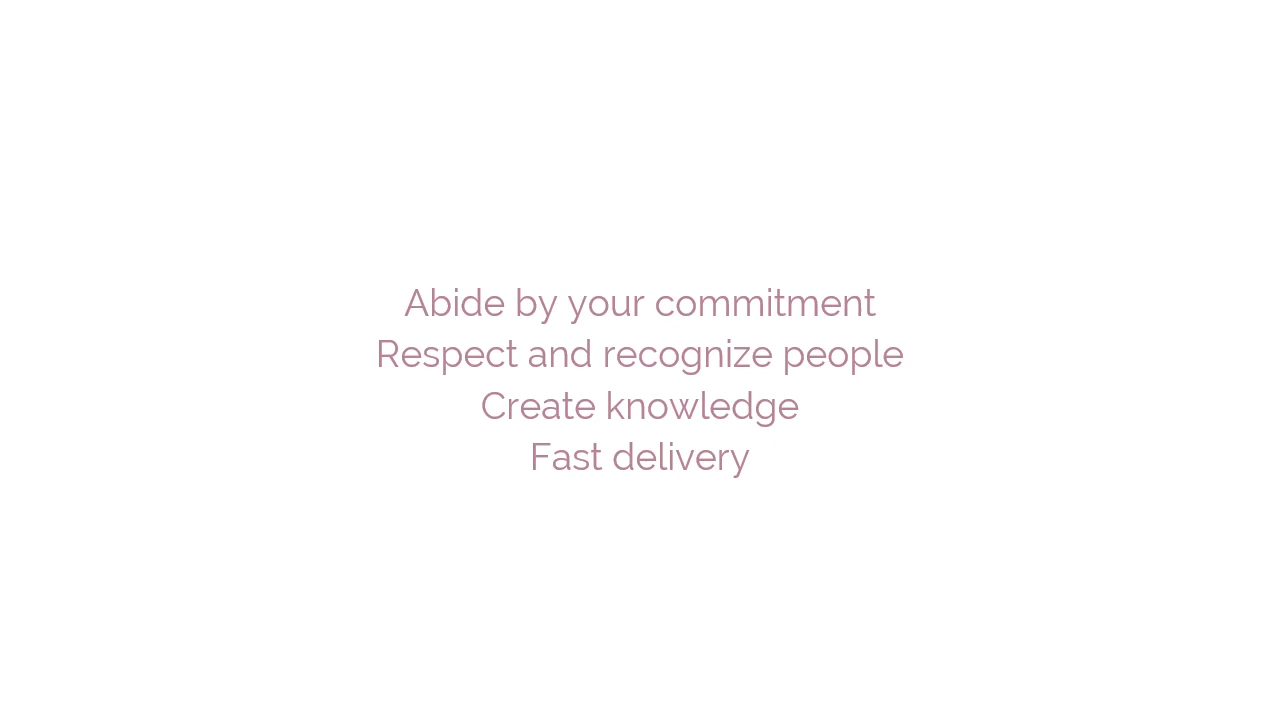 Abide by your commitment
Respect and recognize people
Create knowledge
Fast delivery